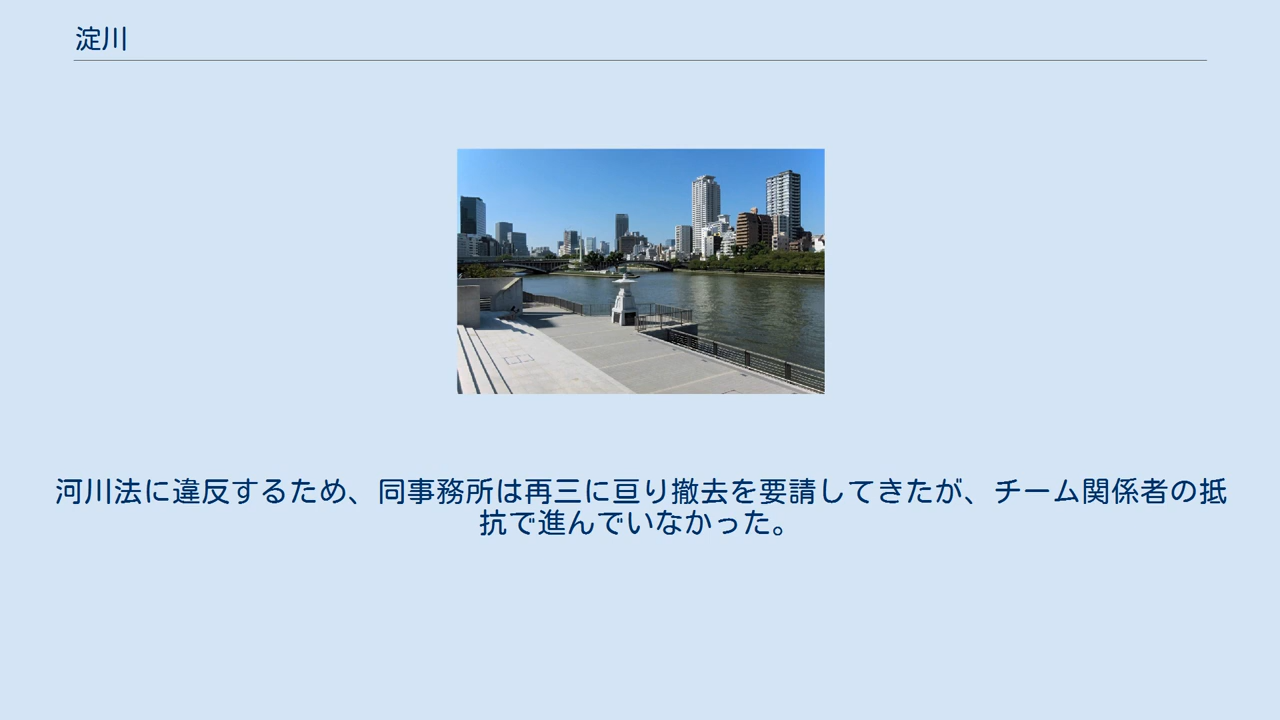 淀川
河川法に違反するため、同事務所は再三に亘り撤去を要請してきたが、チーム関係者の抵
抗で進んでいなかった。